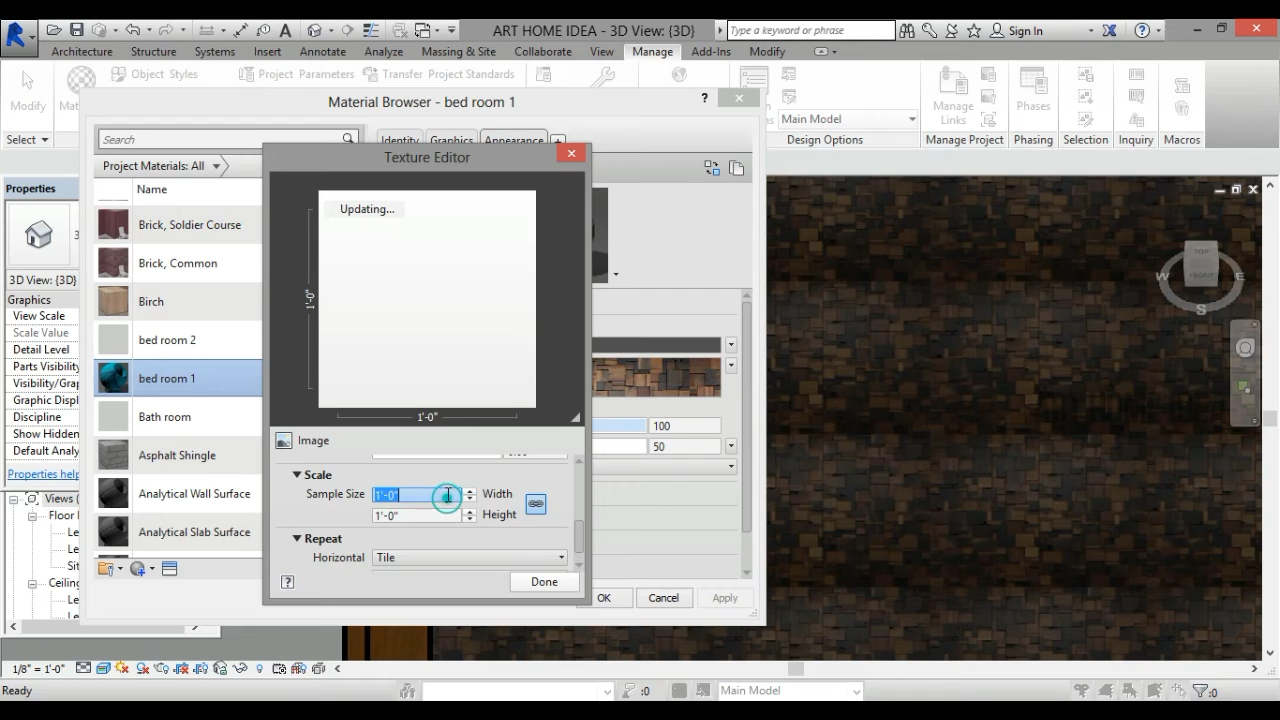 ART HOME IDEA - 3D View: {3D}
Type a keyword or phrase
Sign In
Architecture Structure Systems Insert Annotate Analyze Massing & Site Collaborate View Manage Add-Ins Modify
Modify
Object Styles
Project Parameters
Transfer Project Standards
Main Model
Manage Links
Phases
Select
Design Options
Manage Project
Phasing
Selection
Inquiry
Macros
Material Browser - bed room 1
?
Search
Identity Graphics Appearance
Project Materials: All
Name
Brick, Soldier Course
Brick, Common
Birch
bed room 2
bed room 1
Bath room
Asphalt Shingle
Analytical Wall Surface
Analytical Slab Surface
Properties
3D View: {3D}
Graphics
View Scale
Scale Value
Detail Level
Parts Visibility
Visibility/Grap
Graphic Displ
Discipline
Show Hidden
Default Analy
Properties help
Views (
Floor
Le
Le
Sit
Ceiling
Le
Le
Texture Editor
Updating...
1'-0"
1'-0"
Image
Scale
Sample Size 1'-0" Width
1'-0" Height
Repeat
Horizontal Tile
?
Done
100
50
OK Cancel Apply
TOP
FRONT
W
E
S
1/8" = 1'-0"
Ready
:0
Main Model
:0